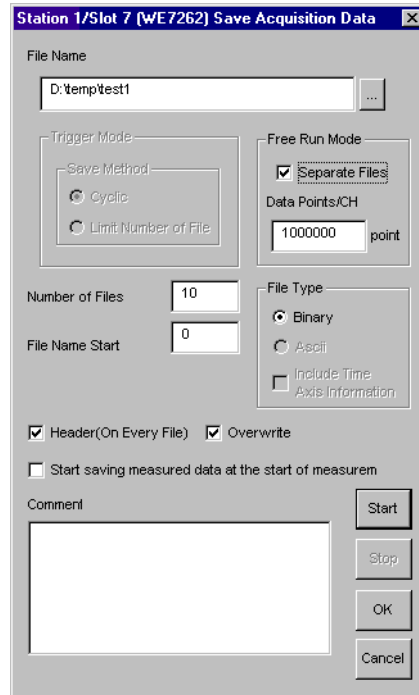 Station 1/Slot 7 (WE7262) Save Acquisition Data
File Name
D:\temp\test1
...
Trigger Mode
Save Method
Cyclic
Limit Number of File
Free Run Mode
Separate Files
Data Points/CH
1000000 point
Number of Files 10
File Name Start 0
File Type
Binary
Ascii
Include Time
Axis Information
Header(On Every File) Overwrite
Start saving measured data at the start of measurem
Comment
Start
Stop
OK
Cancel